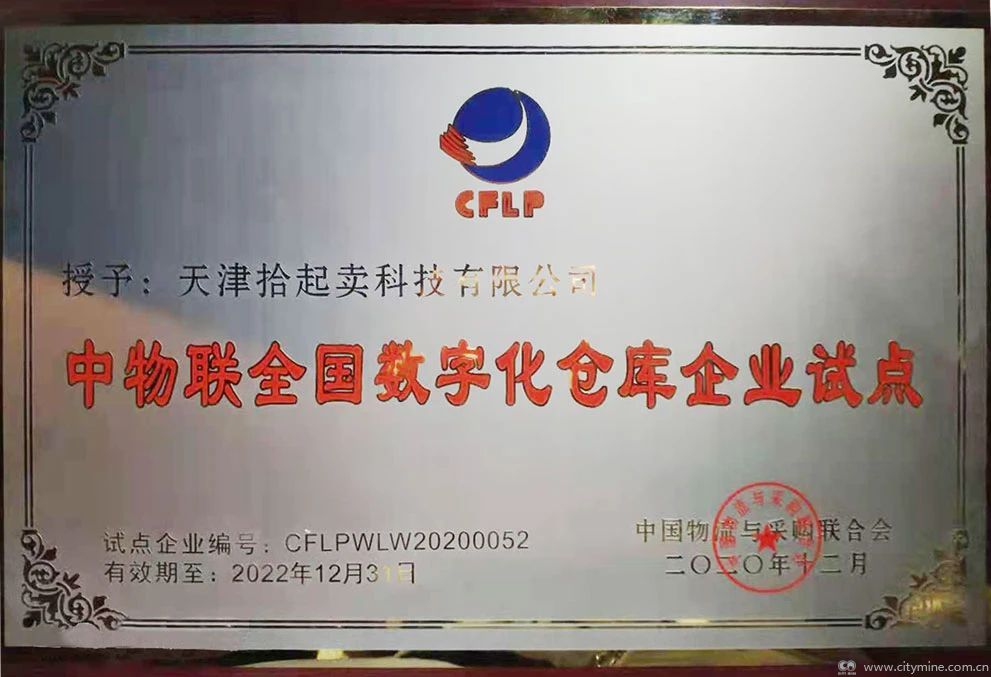 CFLP
授予：天津拾起卖科技有限公司
中物联全国数字化仓库企业试点
试点企业编号：CFLPWLW20200052
有效期至：2022年12月31日
中国物流与采购联合会
二〇二〇年十二月
www.citymine.com.cn